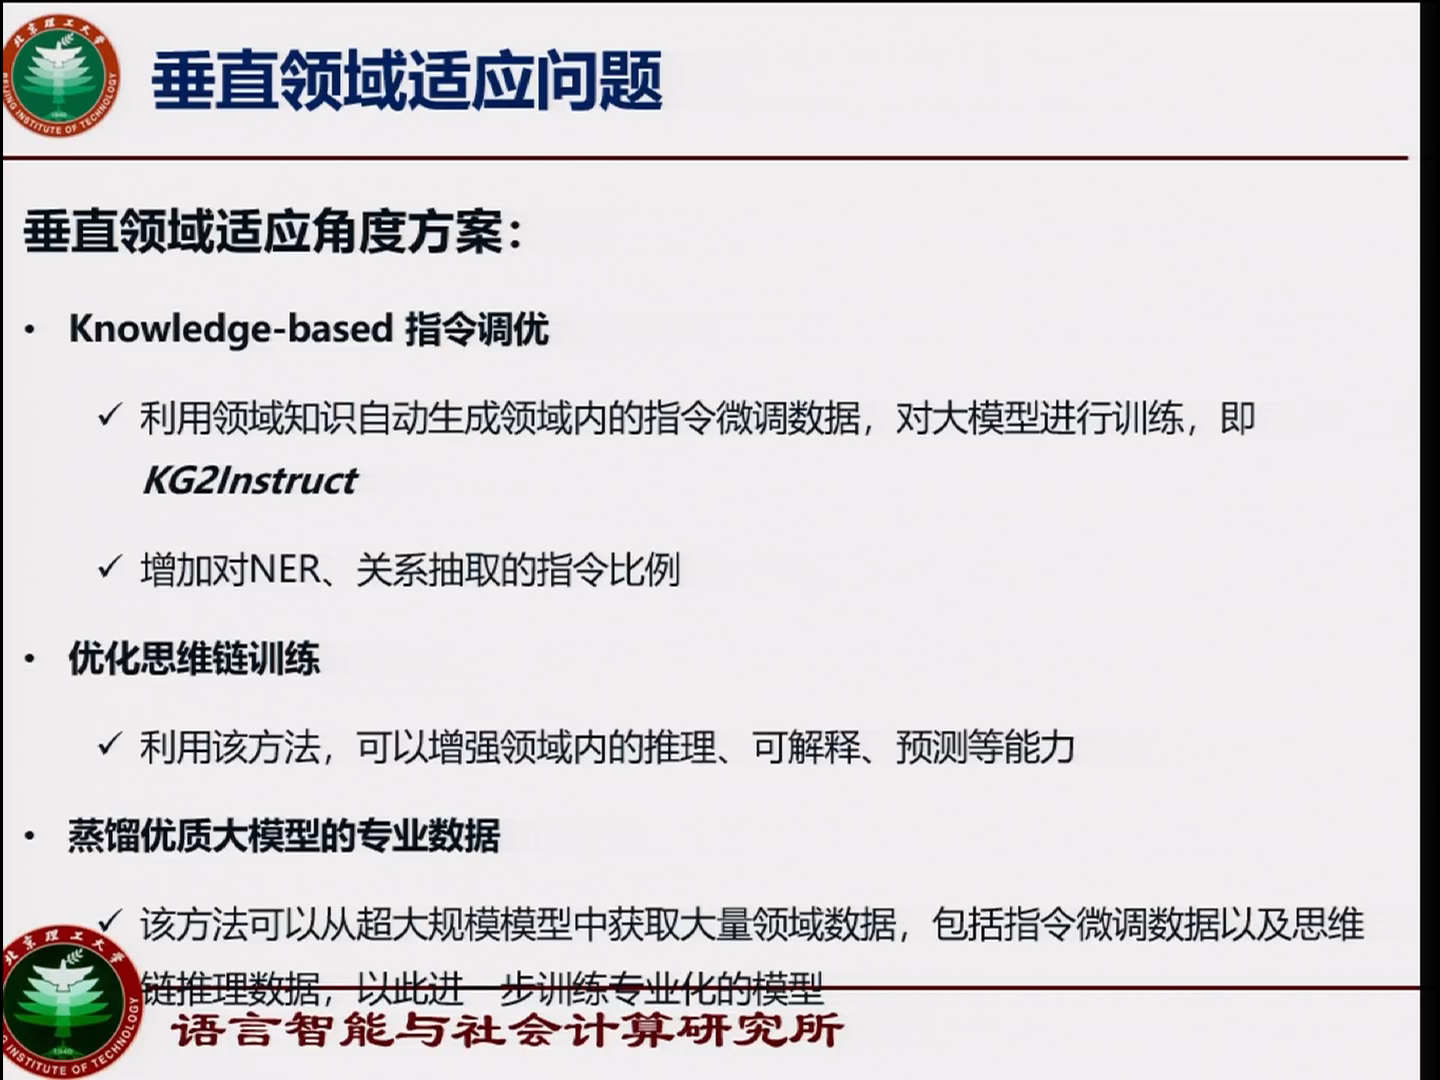 北京理工大学
BEIJING INSTITUTE OF TECHNOLOGY
1940
垂直领域适应问题
垂直领域适应角度方案：
• Knowledge-based 指令调优
✓ 利用领域知识自动生成领域内的指令微调数据，对大模型进行训练，即
KG2Instruct
✓ 增加对NER、关系抽取的指令比例
• 优化思维链训练
✓ 利用该方法，可以增强领域内的推理、可解释、预测等能力
• 蒸馏优质大模型的专业数据
✓ 该方法可以从超大规模模型中获取大量领域数据，包括指令微调数据以及思维
链推理数据，以此进一步训练专业化的模型
北京理工大学
INSTITUTE OF TECHNOLOGY
1940
语言智能与社会计算研究所